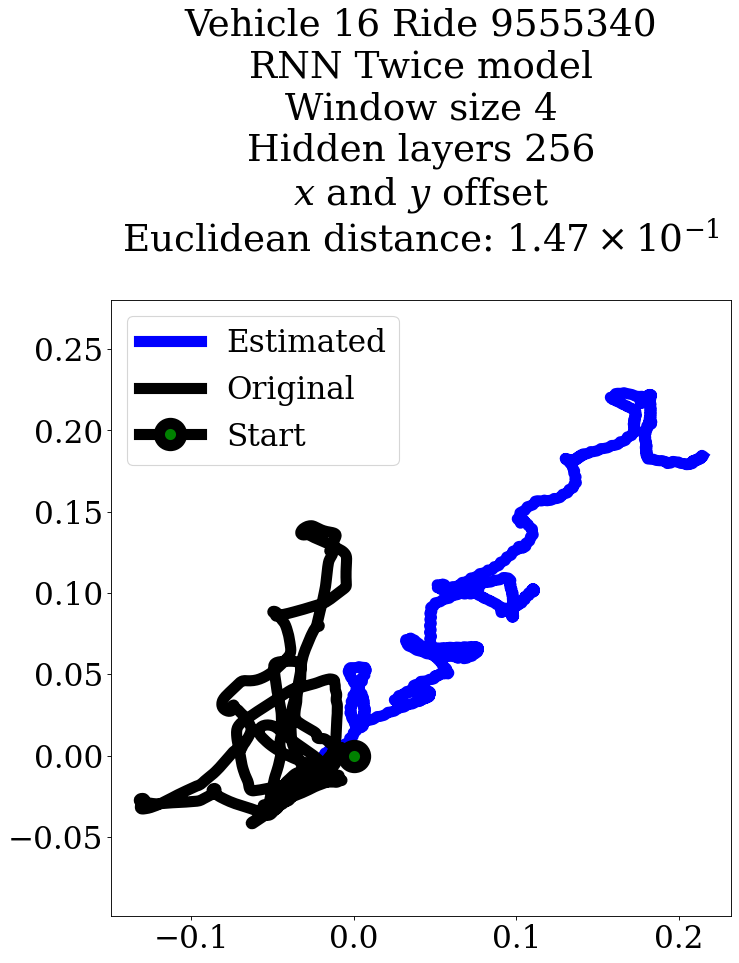 Vehicle 16 Ride 9555340
RNN Twice model
Window size 4
Hidden layers 256
x and y offset
Euclidean distance: 1.47 × 10⁻¹
Estimated
Original
Start
0.25
0.20
0.15
0.10
0.05
0.00
−0.05
−0.1 0.0 0.1 0.2